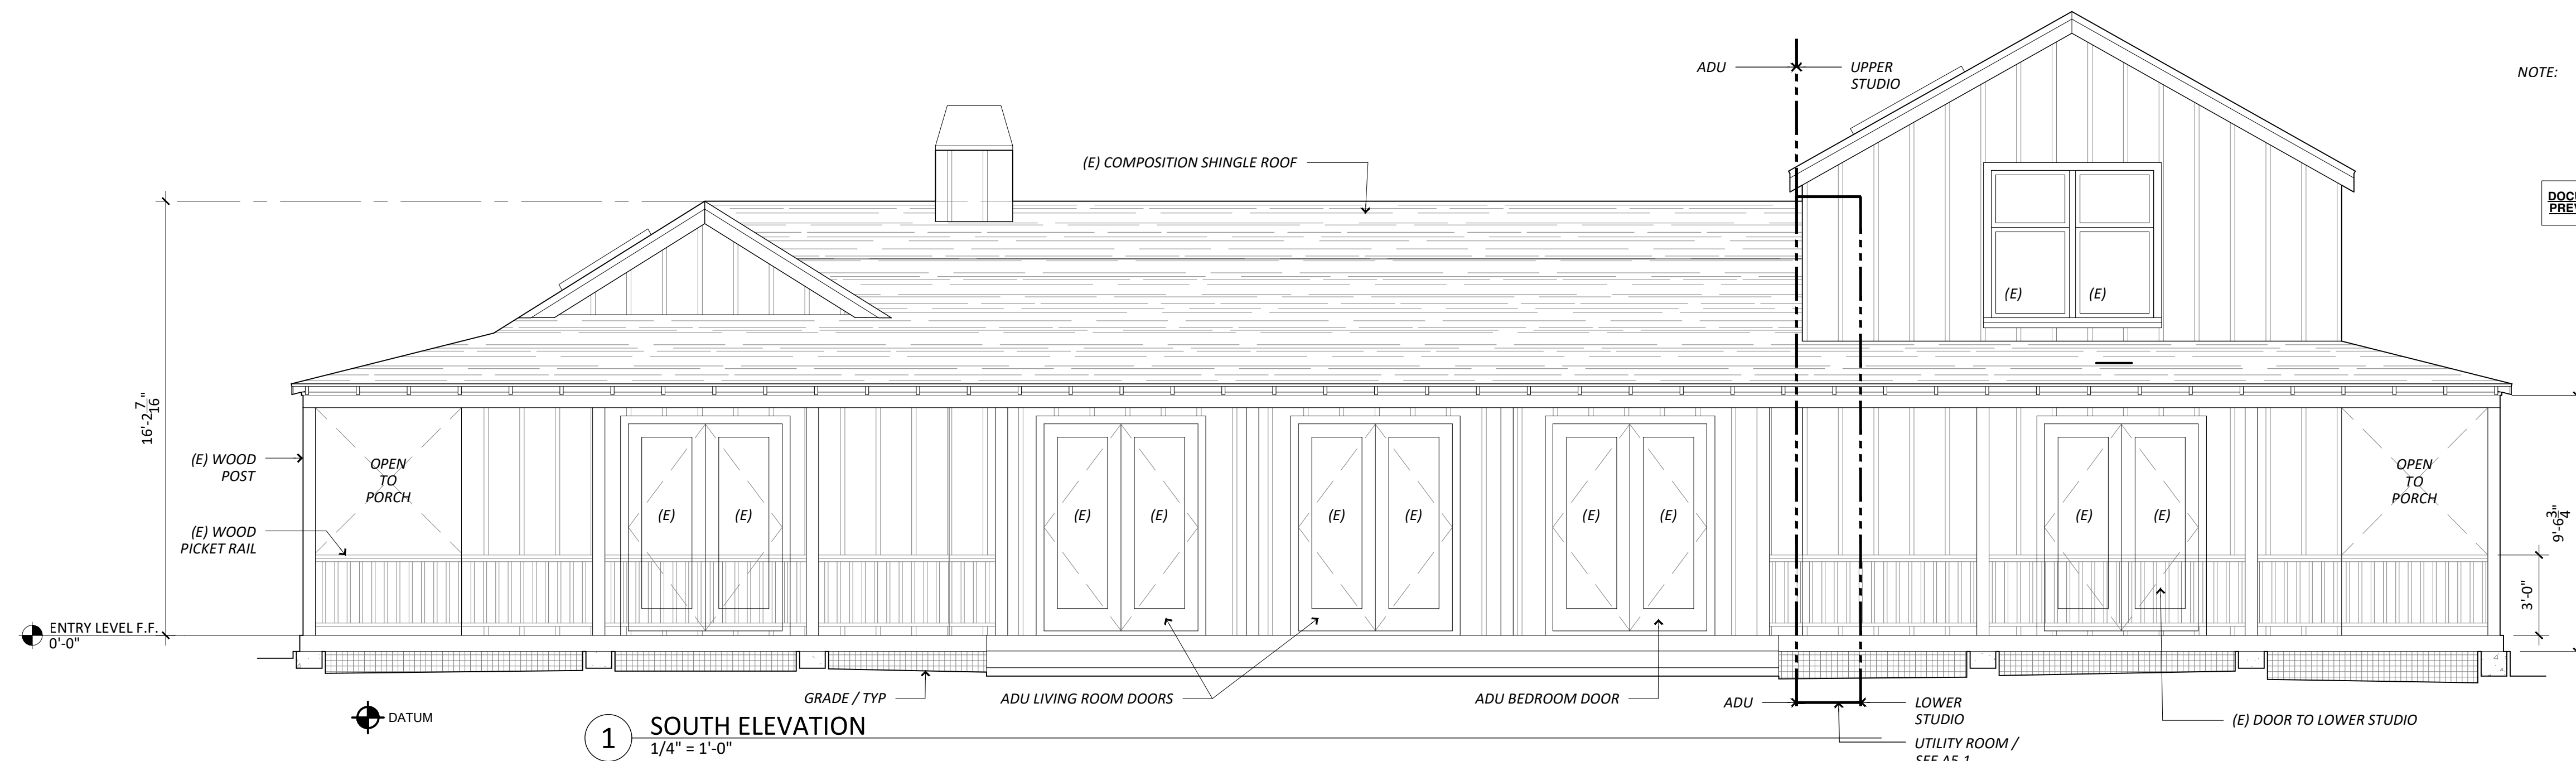 ADU
UPPER
STUDIO
NOTE:
(E) COMPOSITION SHINGLE ROOF
(E)
(E)
16'-2 7/16"
(E) WOOD
POST
OPEN
TO
PORCH
(E) WOOD
PICKET RAIL
(E)
(E)
(E)
(E)
(E)
(E)
(E)
(E)
(E)
(E)
OPEN
TO
PORCH
9'-6 3/4"
3'-0"
ENTRY LEVEL F.F.
0'-0"
GRADE / TYP
ADU LIVING ROOM DOORS
ADU BEDROOM DOOR
ADU
LOWER
STUDIO
(E) DOOR TO LOWER STUDIO
UTILITY ROOM /
DATUM
1
SOUTH ELEVATION
1/4" = 1'-0"